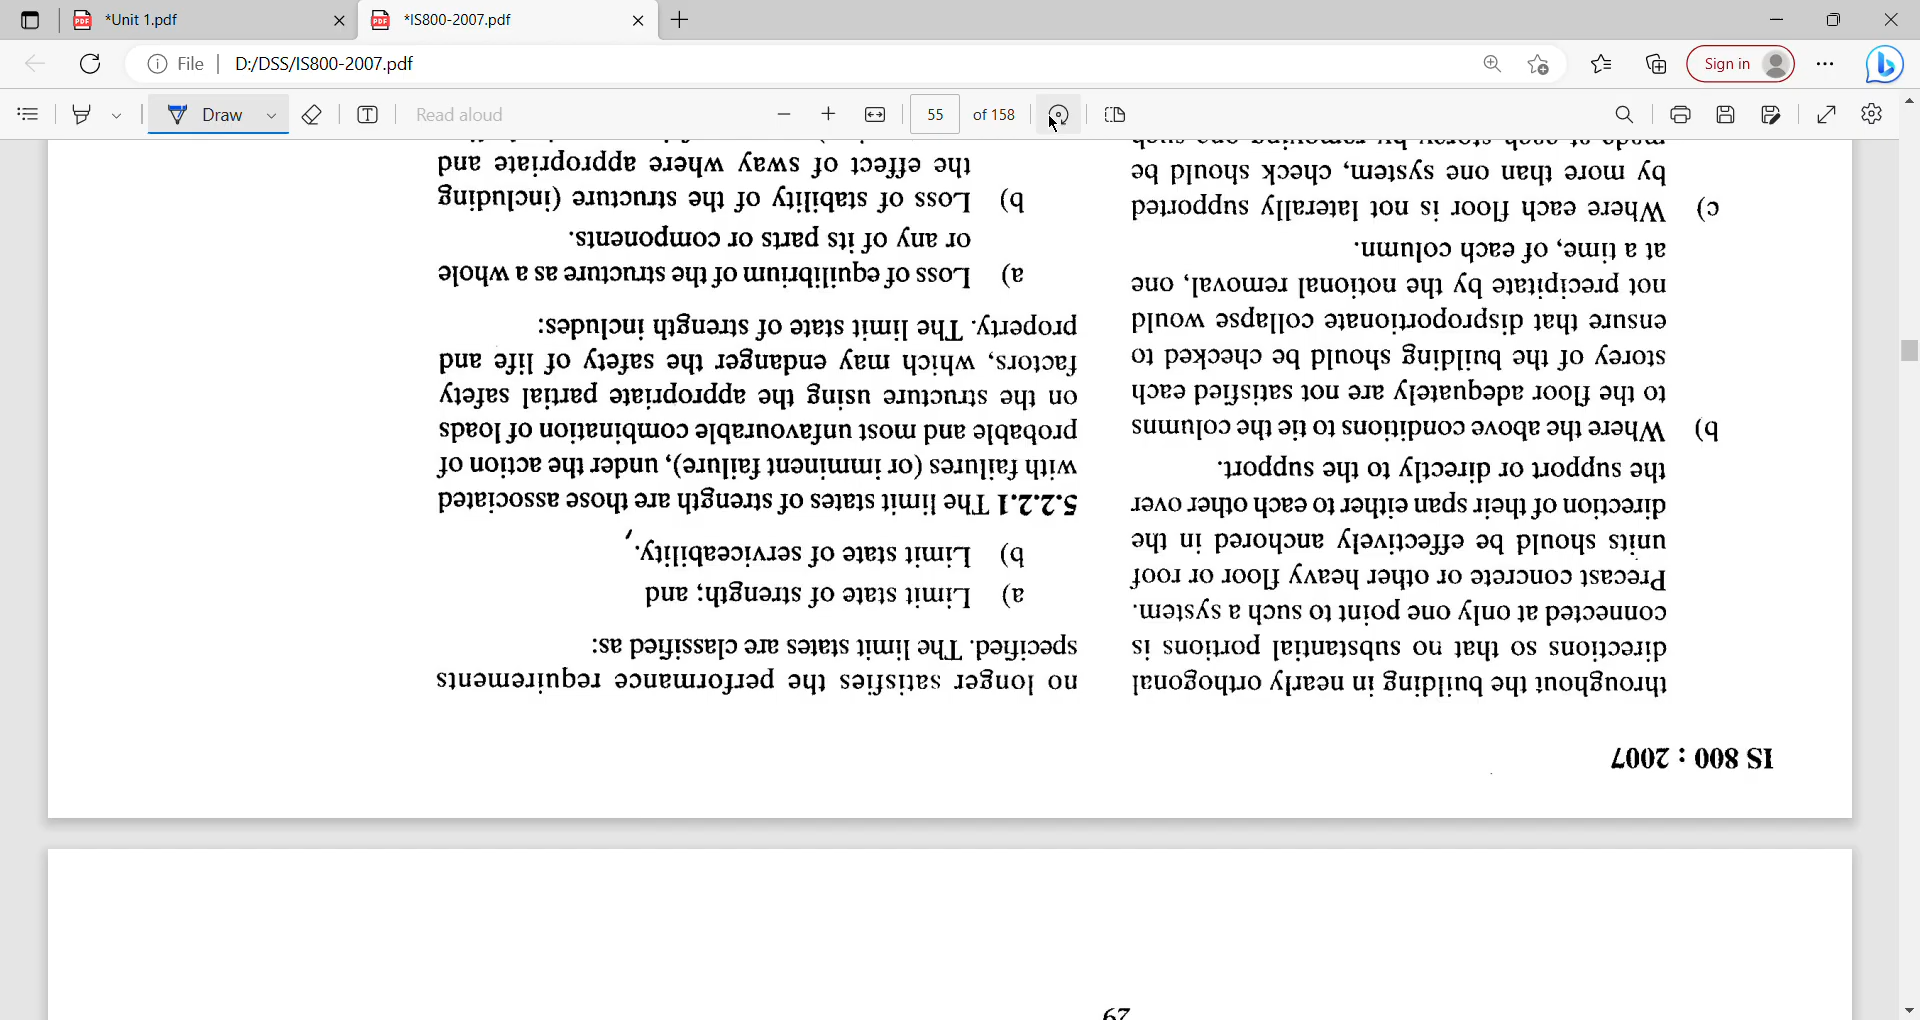 *Unit 1.pdf
*IS800-2007.pdf
File
D:/DSS/IS800-2007.pdf
Sign in
Draw
Read aloud
55
of 158
IS 800 : 2007
throughout the building in nearly orthogonal
directions so that no substantial portions is
connected at only one point to such a system.
Precast concrete or other heavy floor or roof
units should be effectively anchored in the
direction of their span either to each other over
the support or directly to the support.
b) Where the above conditions to tie the columns
to the floor adequately are not satisfied each
storey of the building should be checked to
ensure that disproportionate collapse would
not precipitate by the notional removal, one
at a time, of each column.
c) Where each floor is not laterally supported
by more than one system, check should be
no longer satisfies the performance requirements
specified. The limit states are classified as:
a) Limit state of strength; and
b) Limit state of serviceability.
5.2.2.1 The limit states of strength are those associated
with failures (or imminent failure), under the action of
probable and most unfavourable combination of loads
on the structure using the appropriate partial safety
factors, which may endanger the safety of life and
property. The limit state of strength includes:
a) Loss of equilibrium of the structure as a whole
or any of its parts or components.
b) Loss of stability of the structure (including
the effect of sway where appropriate and
29